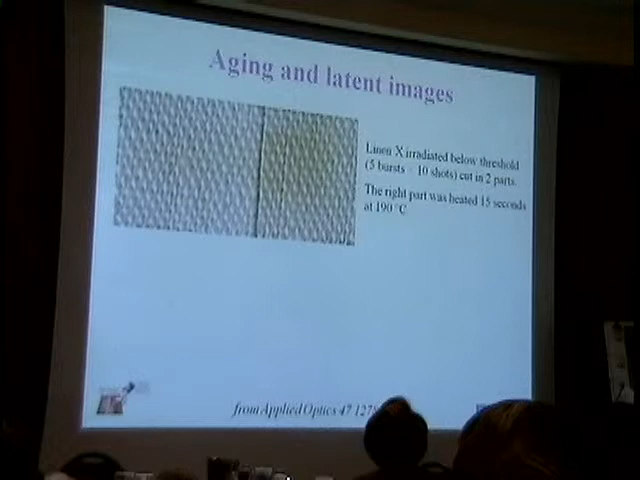 Aging and latent images
Linen X irradiated below threshold
(5 bursts 10 shots) cut in 2 parts.
The right part was heated 15 seconds
at 190 °C
from Applied Optics 47